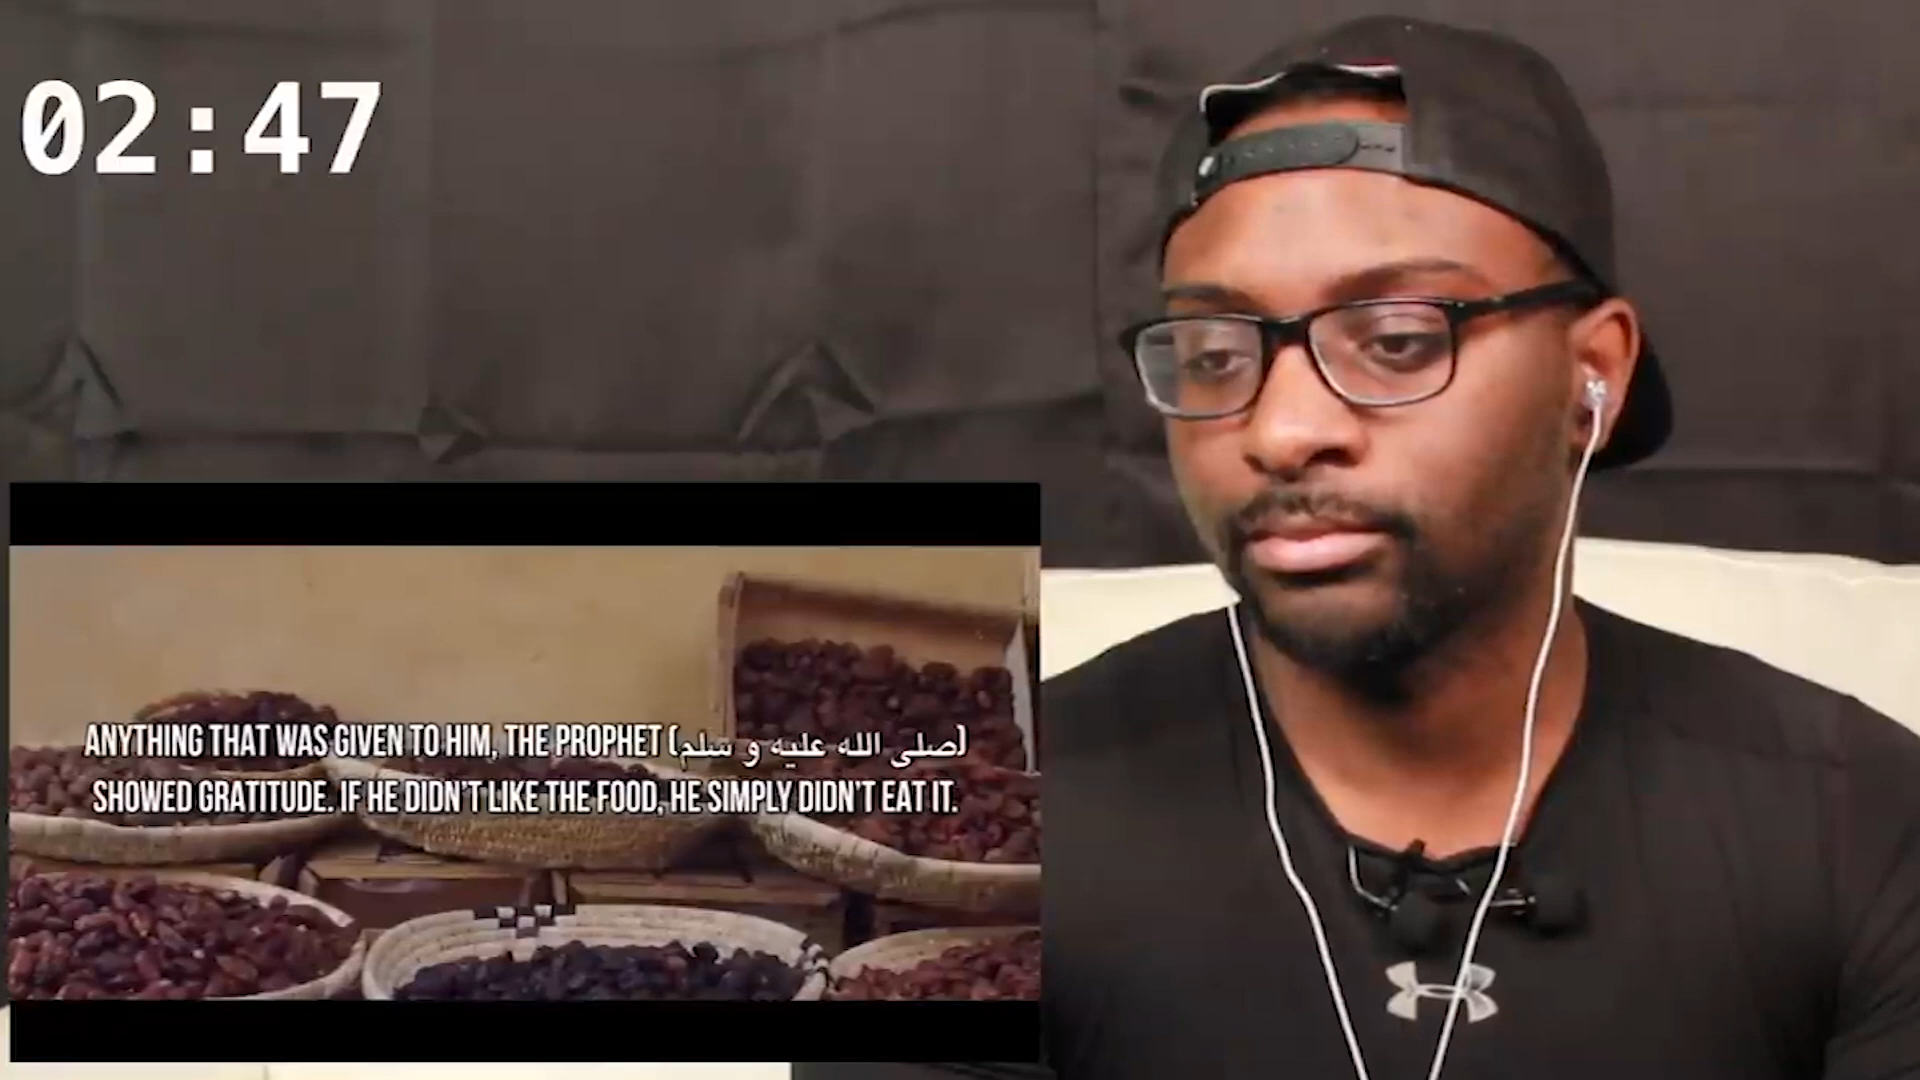 02:47
ANYTHING THAT WAS GIVEN TO HIM, THE PROPHET (صلى الله عليه و سلم)
SHOWED GRATITUDE. IF HE DIDN'T LIKE THE FOOD, HE SIMPLY DIDN'T EAT IT.